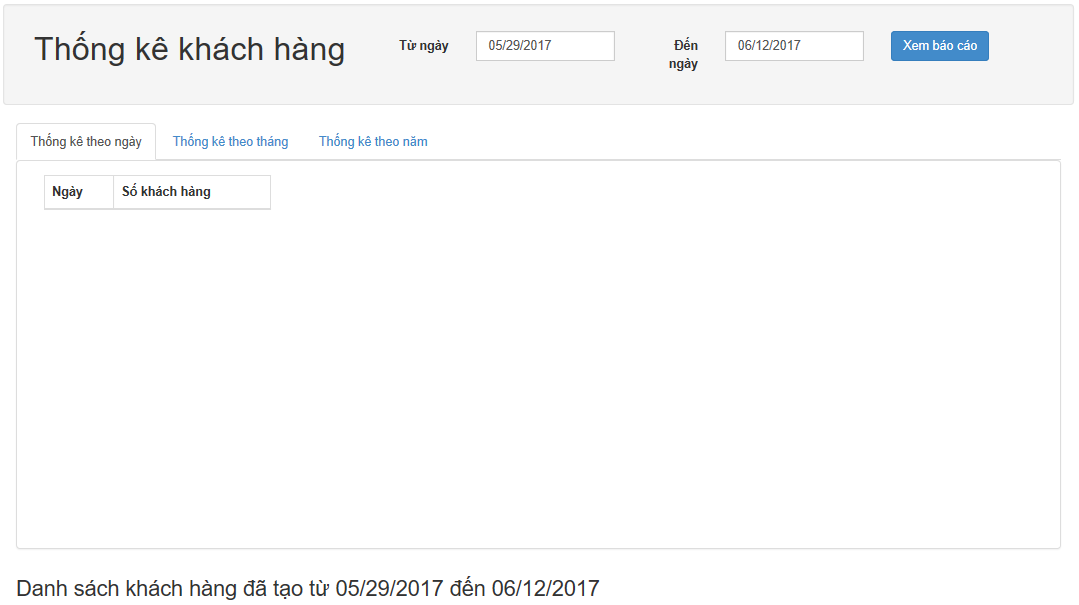 Thống kê khách hàng
Từ ngày
05/29/2017
Đến
ngày
06/12/2017
Xem báo cáo
Thống kê theo ngày
Thống kê theo tháng
Thống kê theo năm
Ngày
Số khách hàng
Danh sách khách hàng đã tạo từ 05/29/2017 đến 06/12/2017